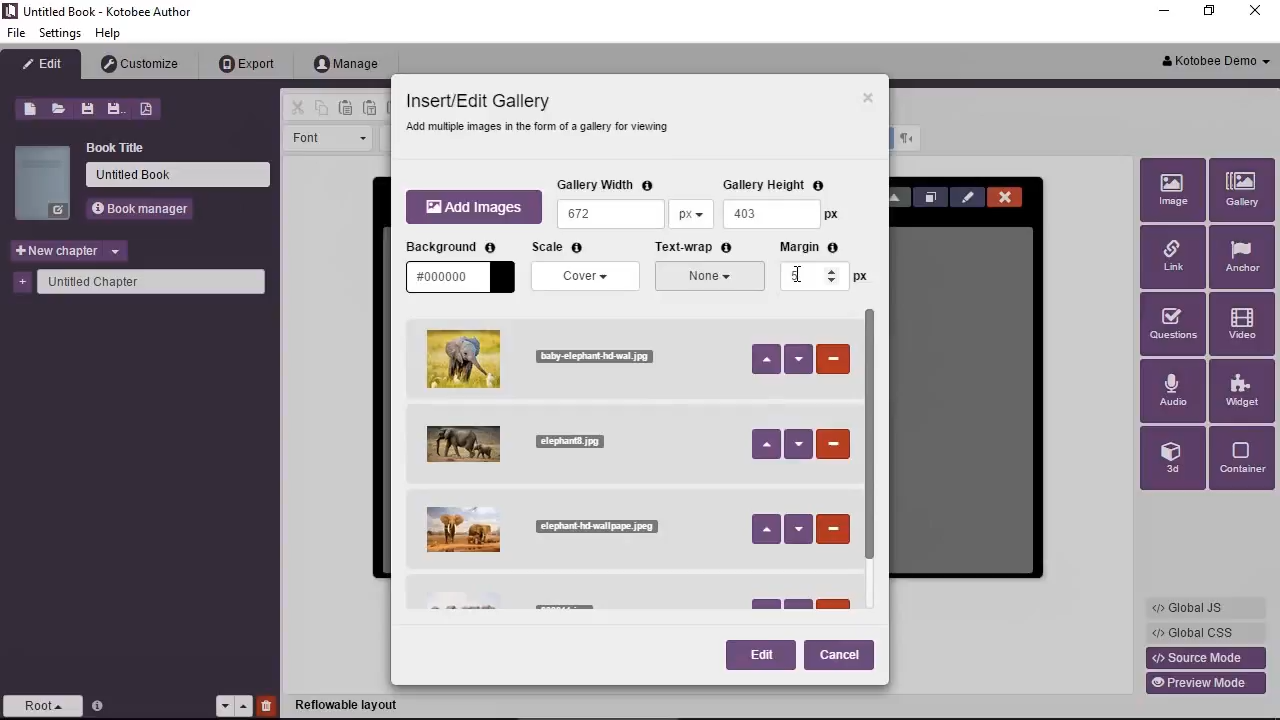 Untitled Book - Kotobee Author
File Settings Help
Edit Customize Export Manage
Kotobee Demo
Book Title
Untitled Book
Book manager
New chapter
Untitled Chapter
Font
Insert/Edit Gallery
Add multiple images in the form of a gallery for viewing
Add Images
Gallery Width
672 px
Gallery Height
403 px
Background
#000000
Scale
Cover
Text-wrap
None
Margin
5 px
baby-elephant-hd-wal.jpg
elephant8.jpg
elephant-hd-wallpape.jpeg
Edit Cancel
Image Gallery
Link Anchor
Questions Video
Audio Widget
3d Container
</> Global JS
</> Global CSS
</> Source Mode
Preview Mode
Root
Reflowable layout